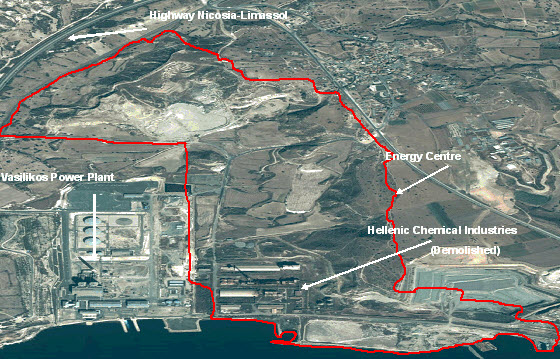 Highway Nicosia-Limassol
Energy Centre
Vasilikos Power Plant
Hellenic Chemical Industries
(Demolished)